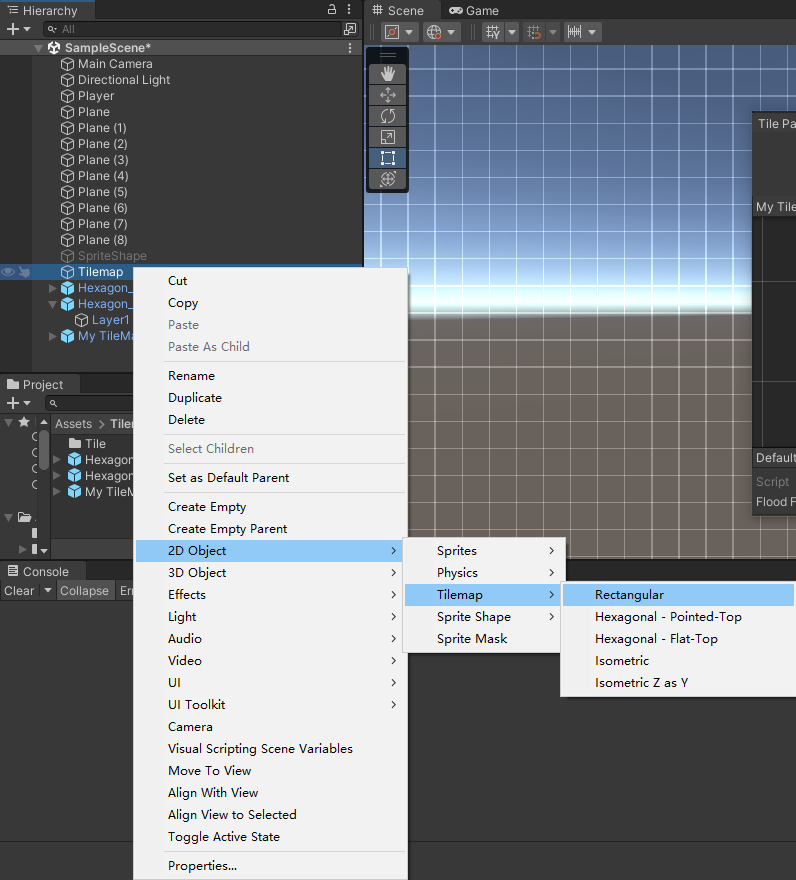 Hierarchy
All
SampleScene*
Main Camera
Directional Light
Player
Plane
Plane (1)
Plane (2)
Plane (3)
Plane (4)
Plane (5)
Plane (6)
Plane (7)
Plane (8)
SpriteShape
Tilemap
Hexagon_
Hexagon_
Layer1
My TileMa
Project
Assets > Tile
Tile
Hexagon
Hexagon
My TileM
Console
Clear
Collapse
Er
Scene
Game
Tile Pa
My Tile
Default
Script
Flood F
Cut
Copy
Paste
Paste As Child
Rename
Duplicate
Delete
Select Children
Set as Default Parent
Create Empty
Create Empty Parent
2D Object
3D Object
Effects
Light
Audio
Video
UI
UI Toolkit
Camera
Visual Scripting Scene Variables
Move To View
Align With View
Align View to Selected
Toggle Active State
Properties...
Sprites
Physics
Tilemap
Sprite Shape
Sprite Mask
Rectangular
Hexagonal - Pointed-Top
Hexagonal - Flat-Top
Isometric
Isometric Z as Y